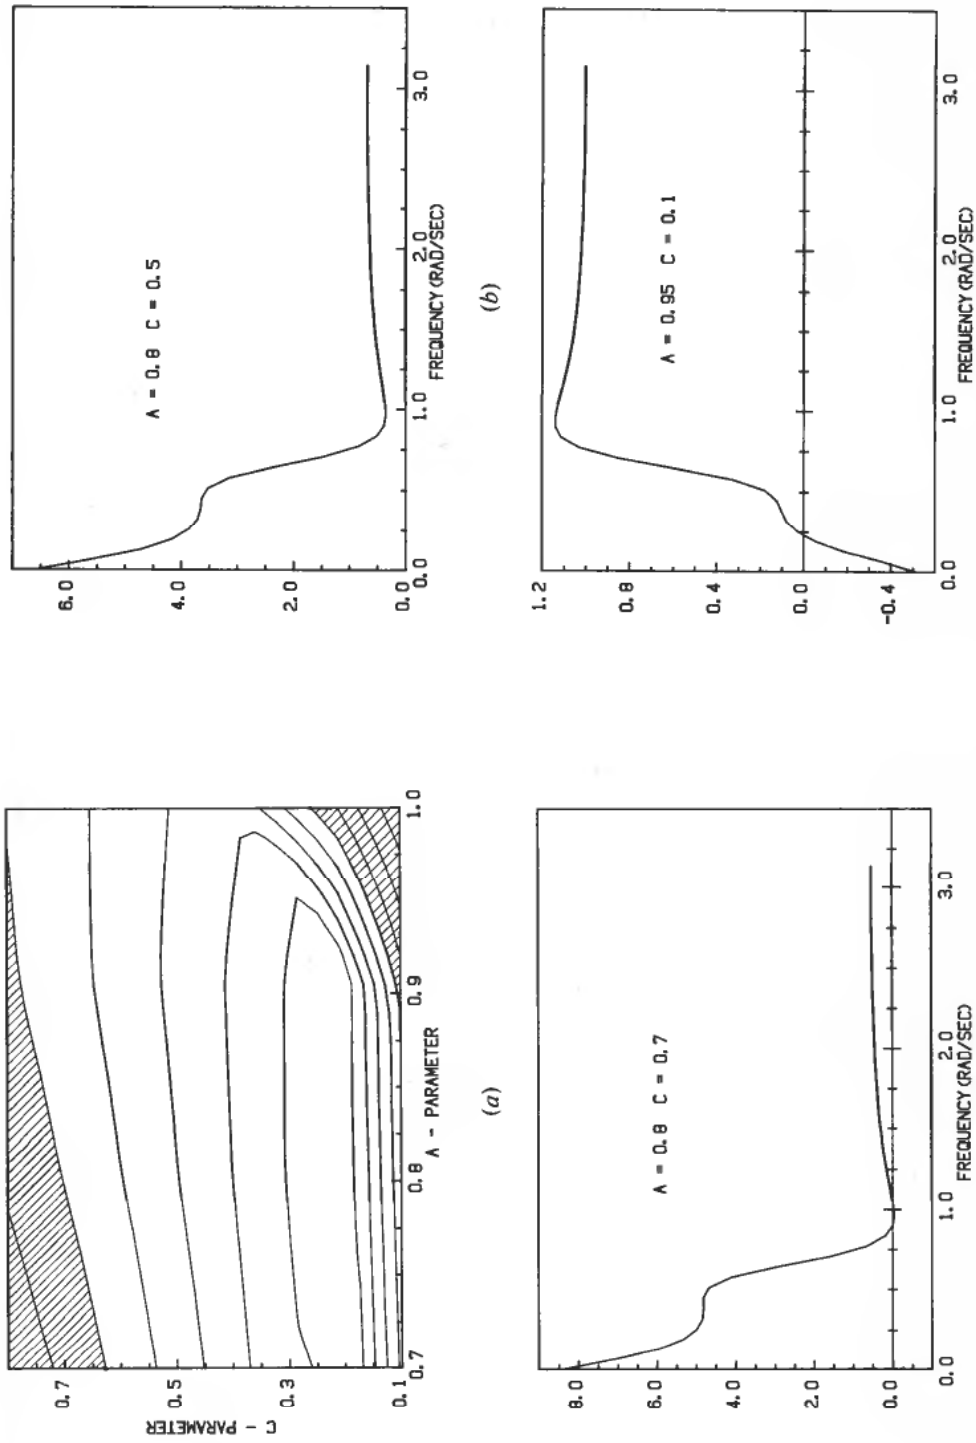 C - PARAMETER
0.7
0.5
0.3
0.1
0.7 0.8 0.9 1.0
A - PARAMETER
(a)
6.0
4.0
2.0
0.0
A = 0.8 C = 0.5
0.0 1.0 2.0 3.0
FREQUENCY(RAD/SEC)
(b)
8.0
6.0
4.0
2.0
0.0
A = 0.8 C = 0.7
0.0 1.0 2.0 3.0
FREQUENCY(RAD/SEC)
1.2
0.8
0.4
0.0
-0.4
A = 0.95 C = 0.1
0.0 1.0 2.0 3.0
FREQUENCY(RAD/SEC)